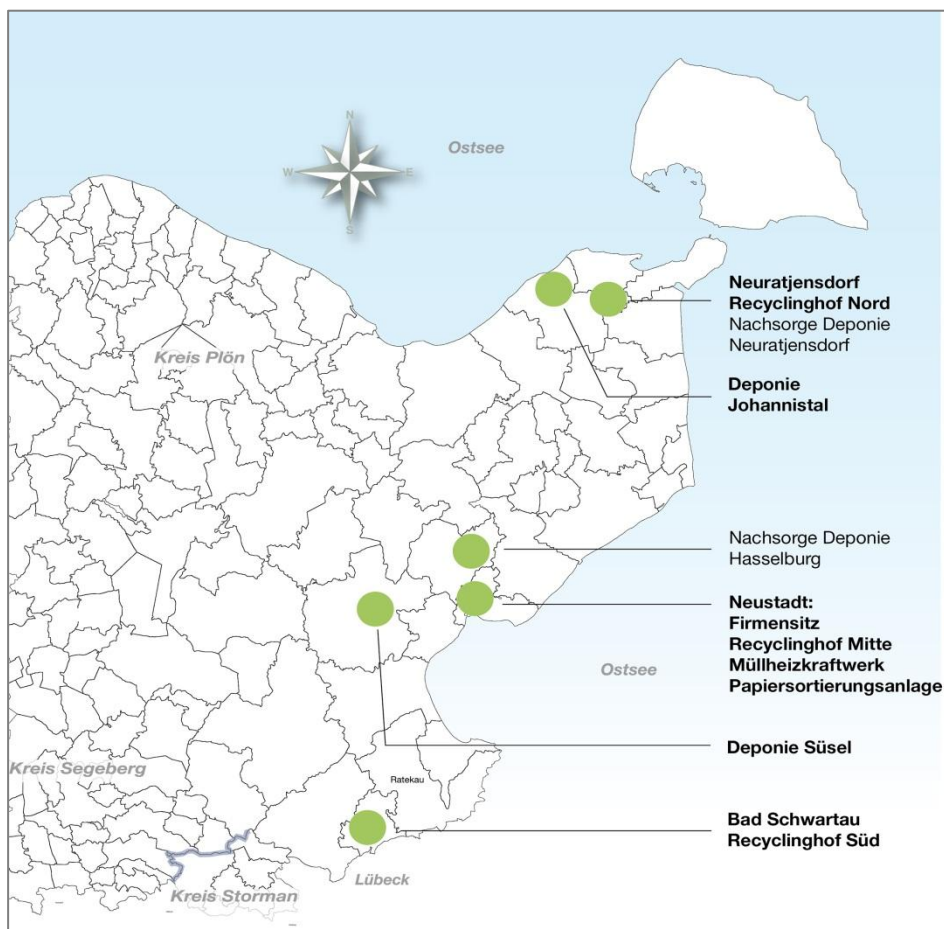 N
Ostsee
W
E
S
Neuratjensdorf
Recyclinghof Nord
Nachsorge Deponie
Neuratjensdorf
Kreis Plön
Deponie
Johannistal
Nachsorge Deponie
Hasselburg
Neustadt:
Firmensitz
Recyclinghof Mitte
Müllheizkraftwerk
Papiersortierungsanlage
Ostsee
Deponie Süsel
Kreis Segeberg
Ratekau
Bad Schwartau
Recyclinghof Süd
Lübeck
Kreis Storman